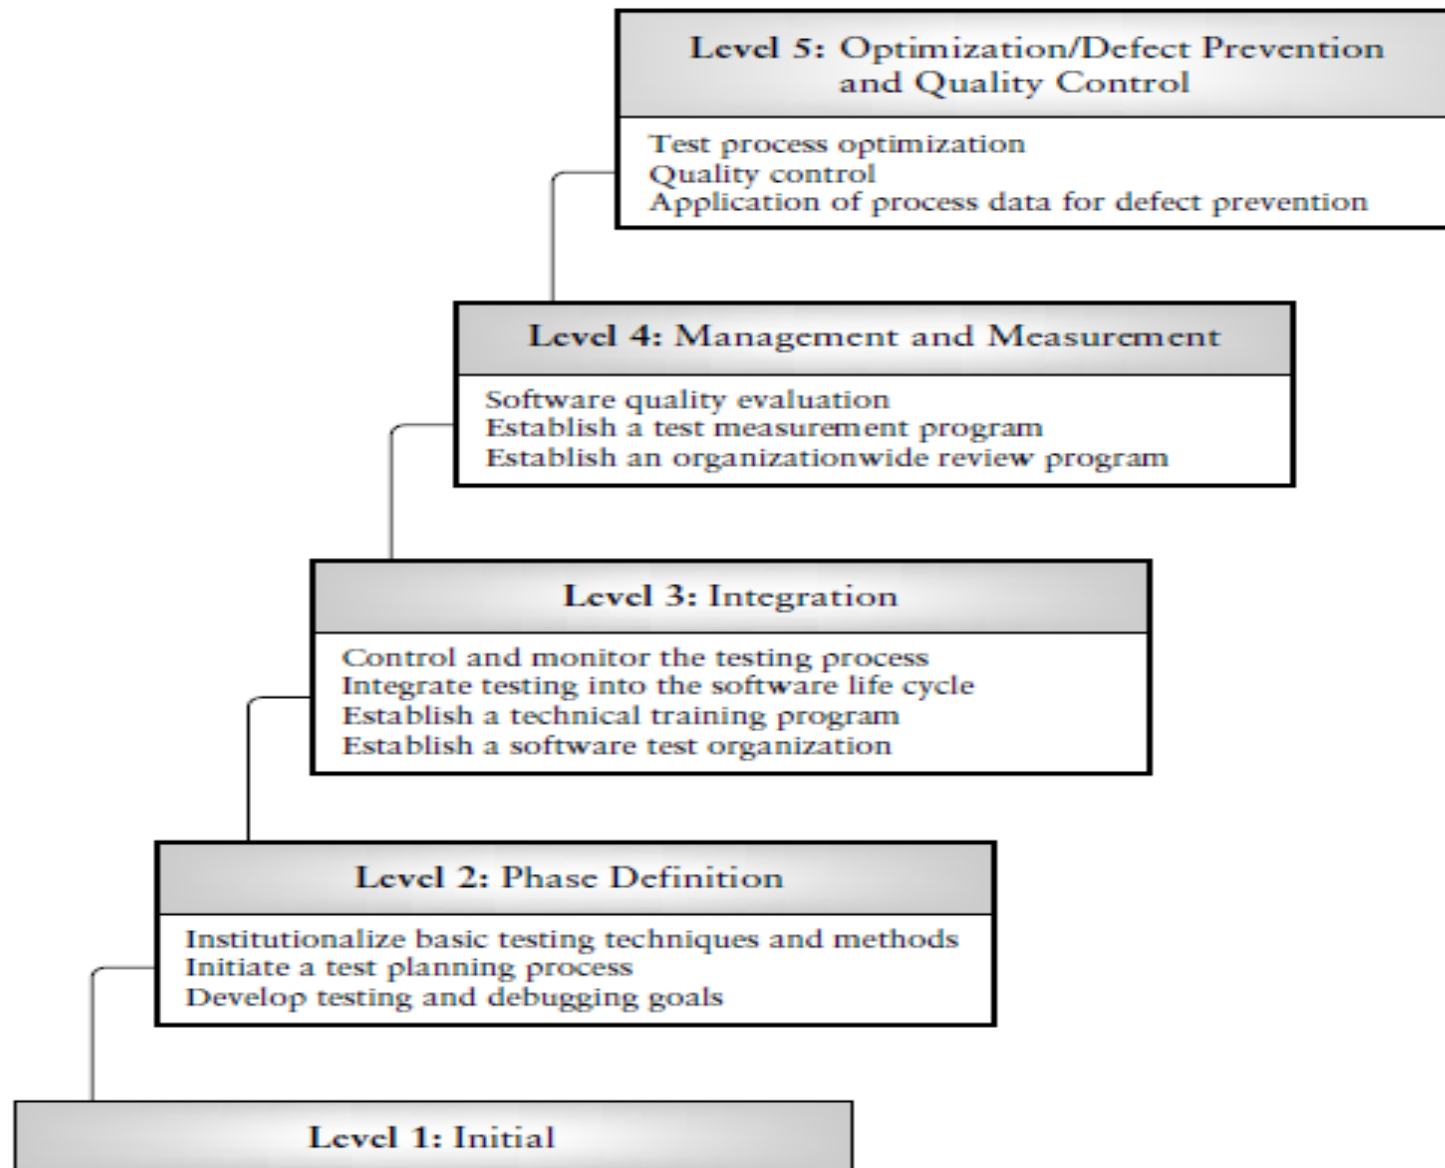 Level 5: Optimization/Defect Prevention
and Quality Control
Test process optimization
Quality control
Application of process data for defect prevention
Level 4: Management and Measurement
Software quality evaluation
Establish a test measurement program
Establish an organizationwide review program
Level 3: Integration
Control and monitor the testing process
Integrate testing into the software life cycle
Establish a technical training program
Establish a software test organization
Level 2: Phase Definition
Institutionalize basic testing techniques and methods
Initiate a test planning process
Develop testing and debugging goals
Level 1: Initial